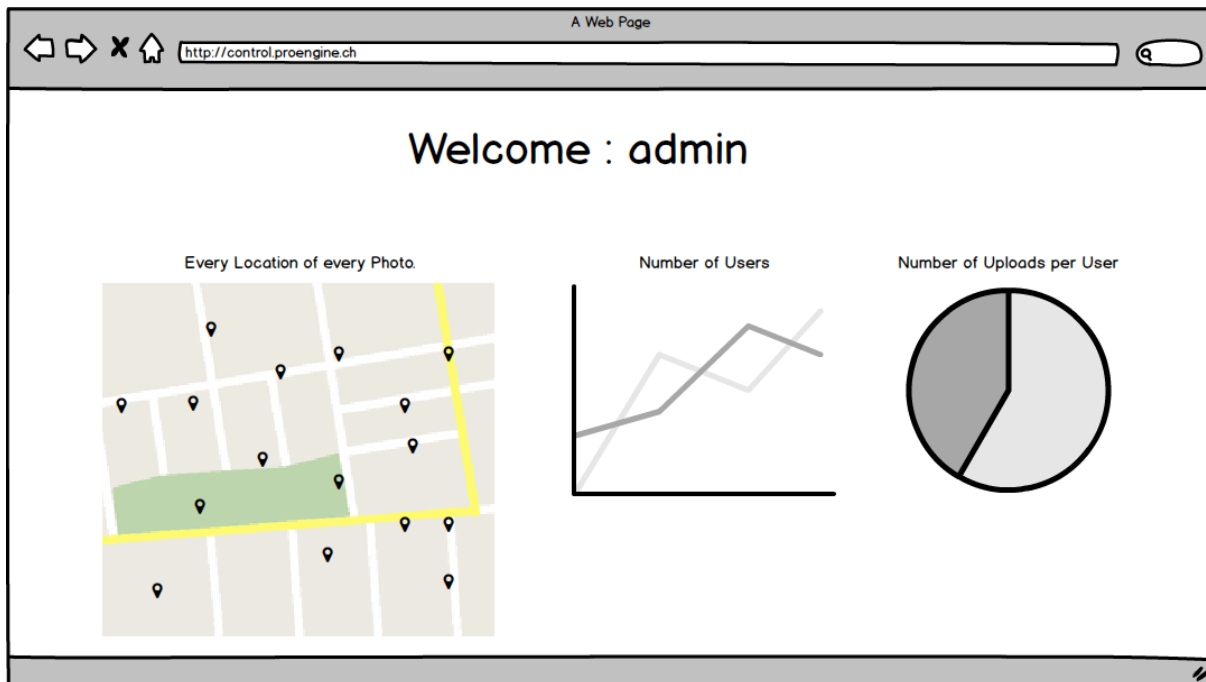 A Web Page
http://control.proengine.ch
Welcome : admin
Every Location of every Photo.
Number of Users
Number of Uploads per User